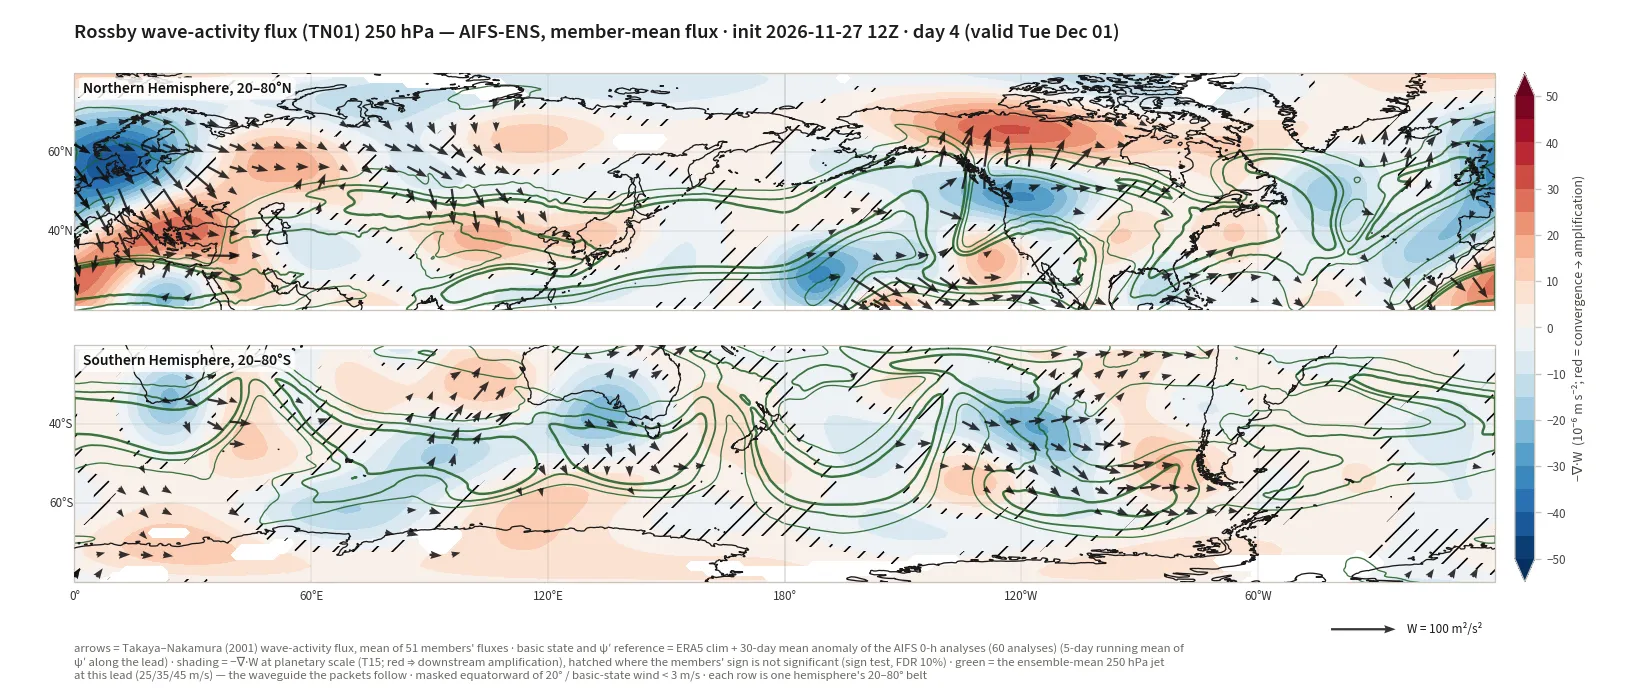 Rossby wave-activity flux (TN01) 250 hPa — AIFS-ENS, member-mean flux · init 2026-11-27 12Z · day 4 (valid Tue Dec 01)
Northern Hemisphere, 20–80°N
60°N
40°N
Southern Hemisphere, 20–80°S
40°S
60°S
0°
60°E
120°E
180°
120°W
60°W
50
40
30
20
10
0
−10
−20
−30
−40
−50
−∇·W (10⁻⁶ m s⁻²; red = convergence → amplification)
W = 100 m²/s²
arrows = Takaya–Nakamura (2001) wave-activity flux, mean of 51 members' fluxes · basic state and ψ' reference = ERA5 clim + 30-day mean anomaly of the AIFS 0-h analyses (60 analyses) (5-day running mean of
ψ' along the lead) · shading = −∇·W at planetary scale (T15; red ⇒ downstream amplification), hatched where the members' sign is not significant (sign test, FDR 10%) · green = the ensemble-mean 250 hPa jet
at this lead (25/35/45 m/s) — the waveguide the packets follow · masked equatorward of 20° / basic-state wind < 3 m/s · each row is one hemisphere's 20–80° belt